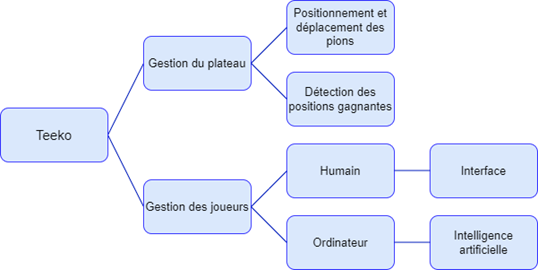 Teeko
Gestion du plateau
Positionnement et
déplacement des
pions
Détection des
positions gagnantes
Gestion des joueurs
Humain
Interface
Ordinateur
Intelligence
artificielle